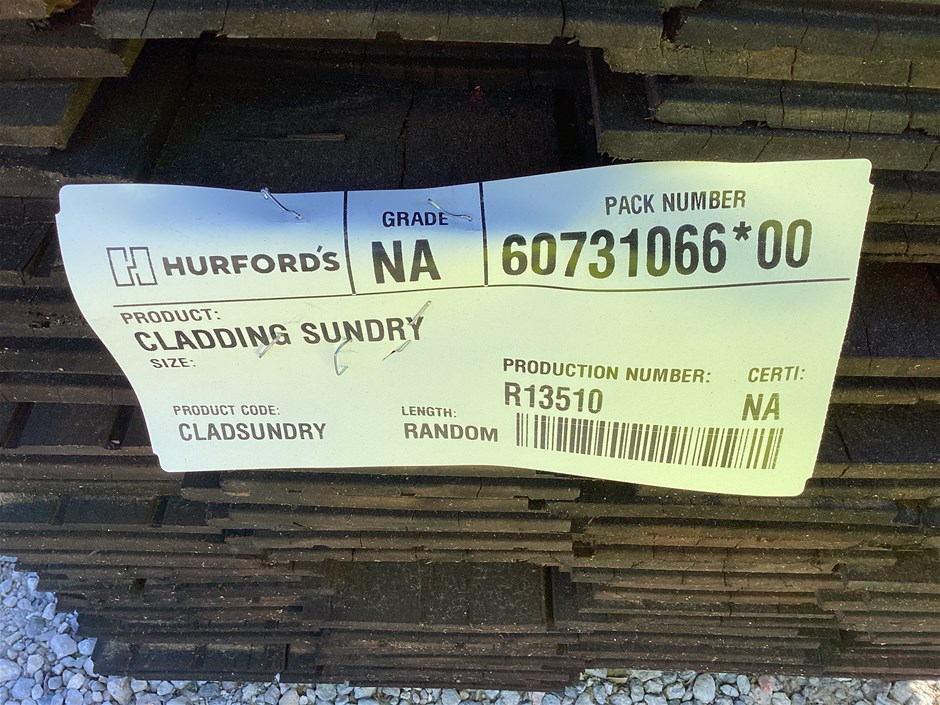 HURFORD'S
GRADE
NA
PACK NUMBER
60731066*00
PRODUCT:
CLADDING SUNDRY
SIZE:
PRODUCTION NUMBER:
R13510
CERTI:
NA
PRODUCT CODE:
CLADSUNDRY
LENGTH:
RANDOM